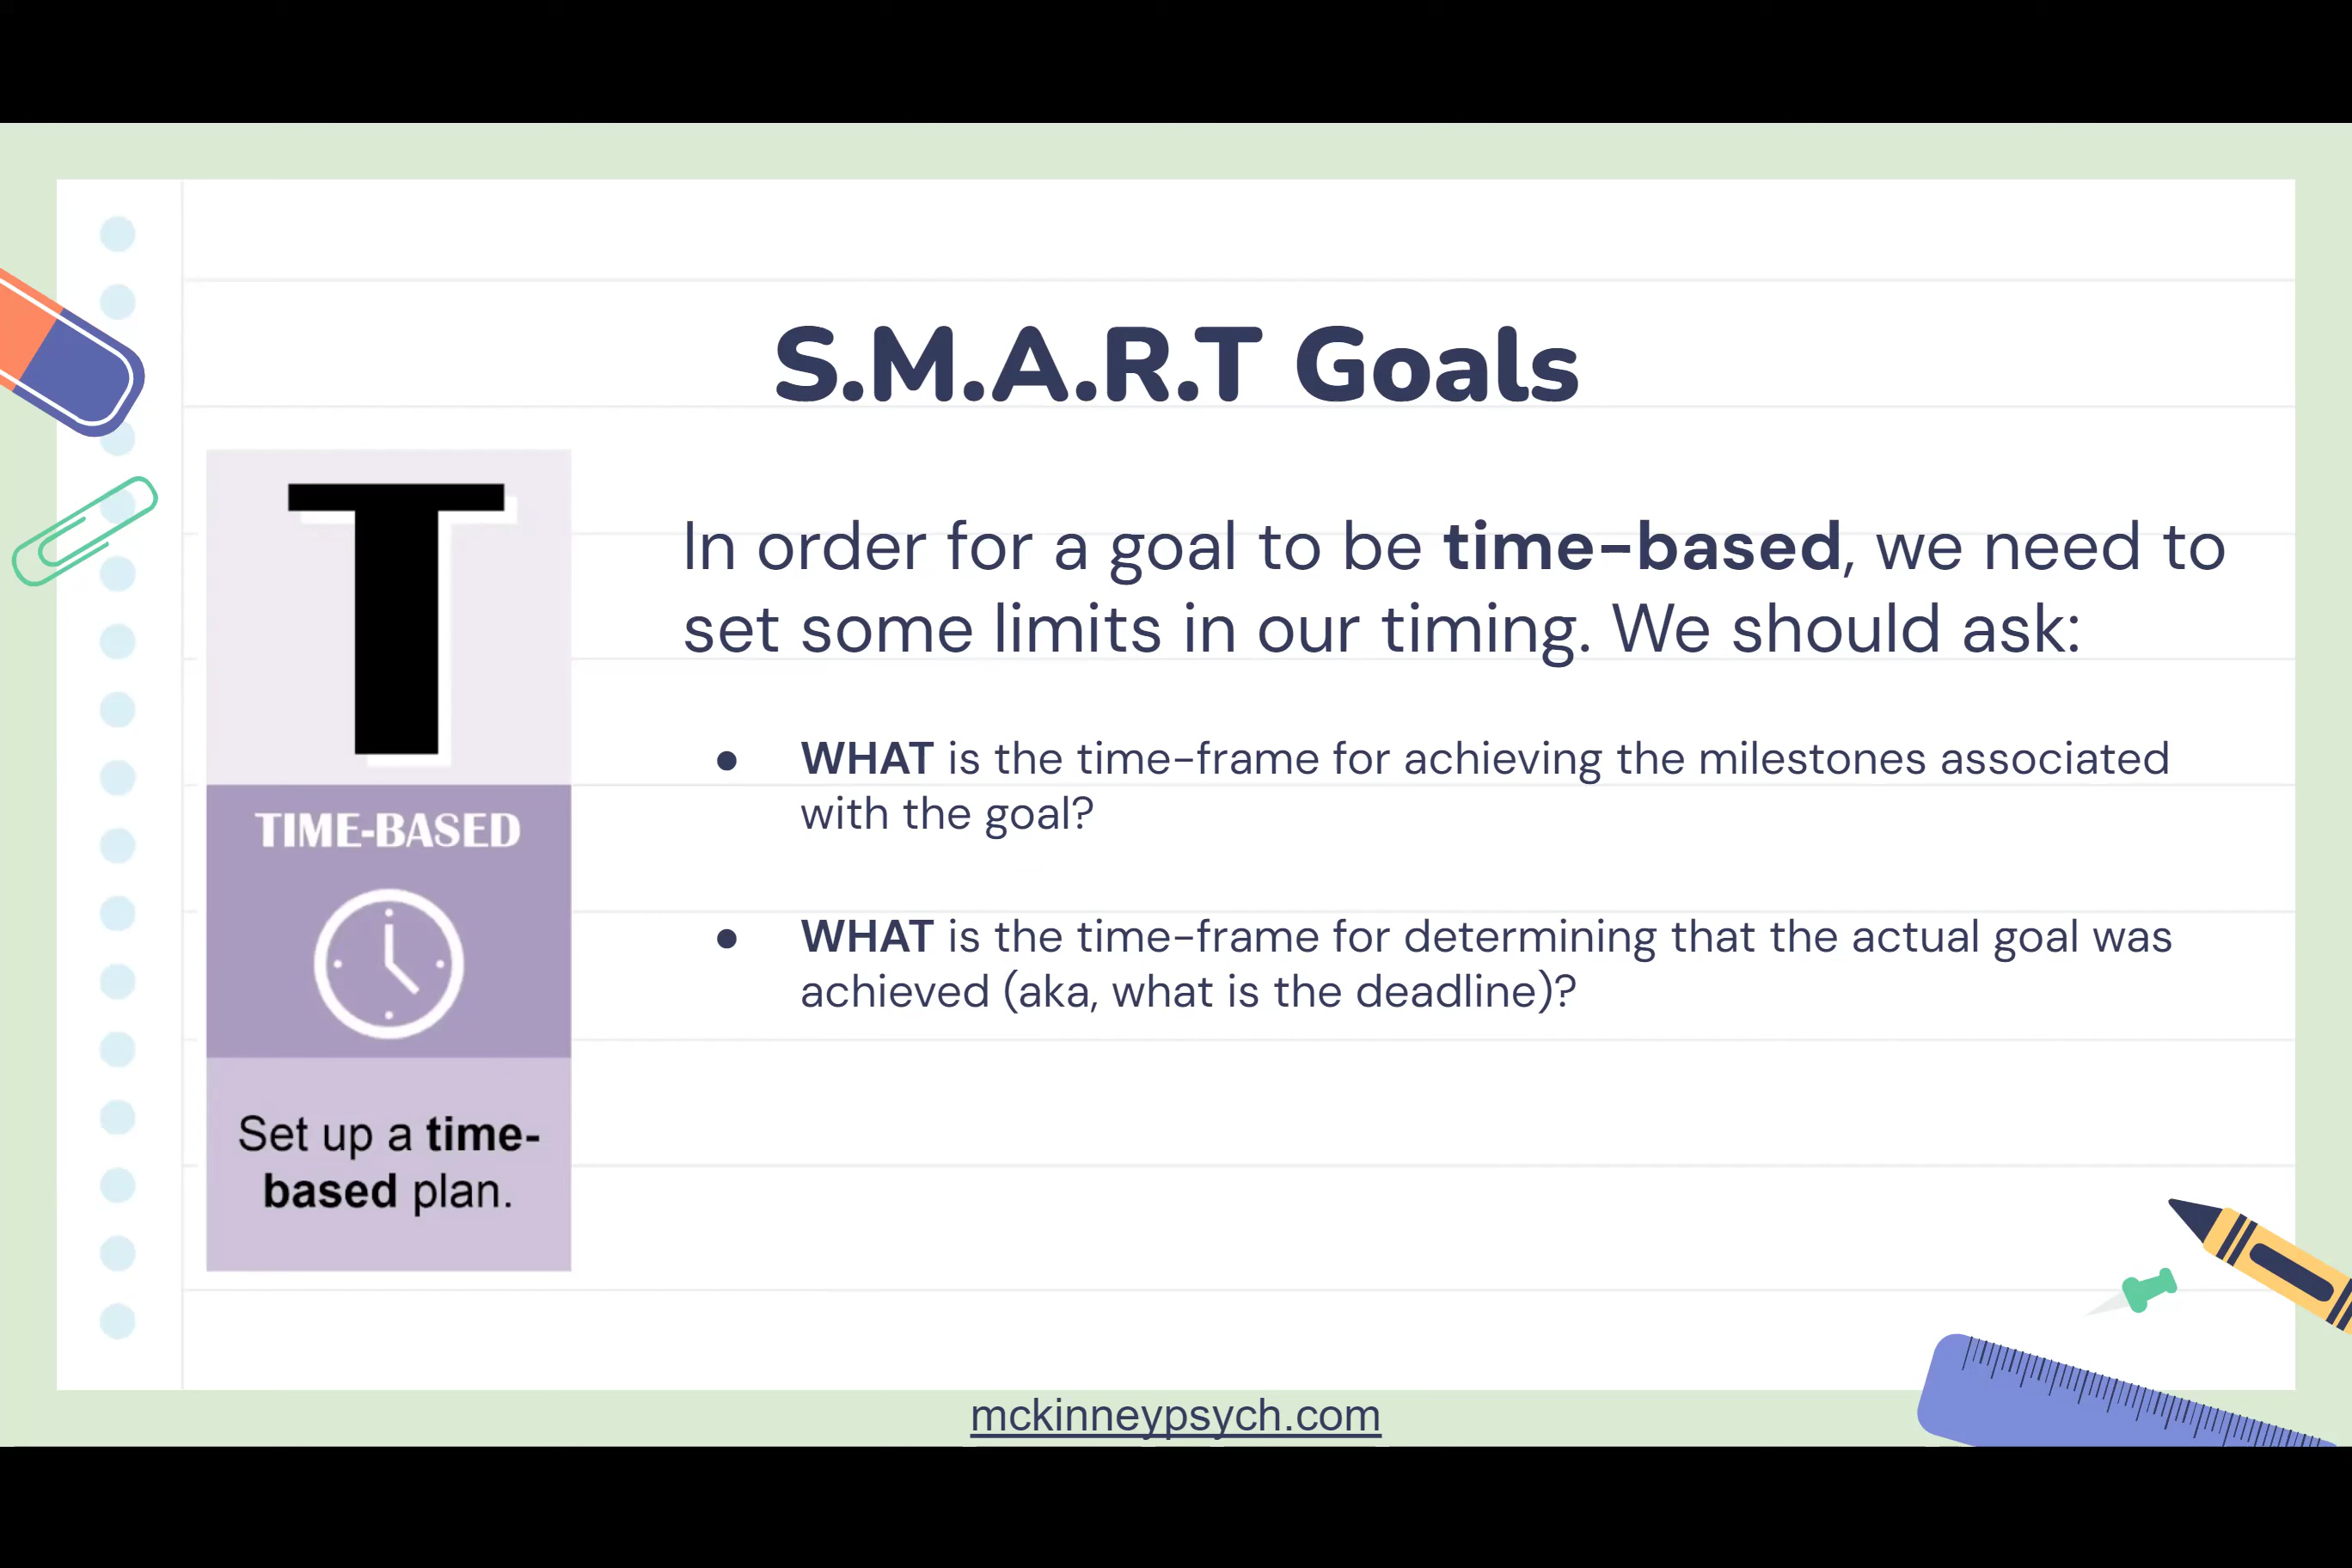 S.M.A.R.T Goals
T
TIME-BASED
Set up a time-
based plan.
In order for a goal to be time-based, we need to
set some limits in our timing. We should ask:
● WHAT is the time-frame for achieving the milestones associated
with the goal?
● WHAT is the time-frame for determining that the actual goal was
achieved (aka, what is the deadline)?
mckinneypsych.com